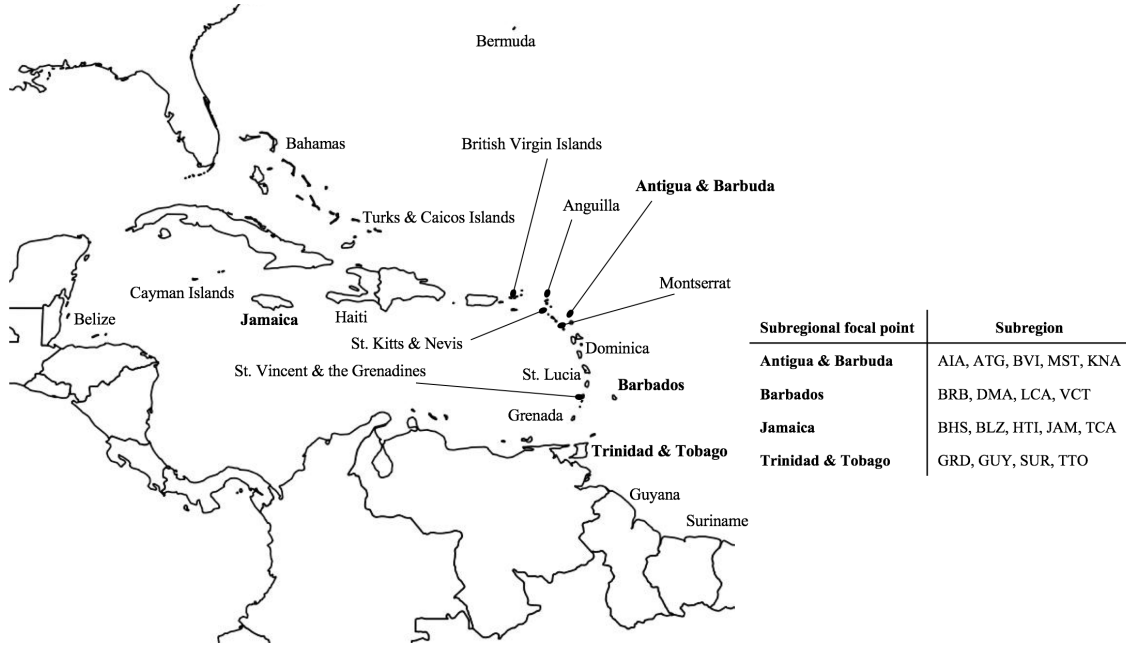 Bermuda
Bahamas
British Virgin Islands
Antigua & Barbuda
Anguilla
Turks & Caicos Islands
Montserrat
Cayman Islands
Jamaica
Haiti
Belize
St. Kitts & Nevis
Dominica
St. Vincent & the Grenadines
St. Lucia
Barbados
Grenada
Trinidad & Tobago
Guyana
Suriname
Subregional focal point Subregion
Antigua & Barbuda AIA, ATG, BVI, MST, KNA
Barbados BRB, DMA, LCA, VCT
Jamaica BHS, BLZ, HTI, JAM, TCA
Trinidad & Tobago GRD, GUY, SUR, TTO